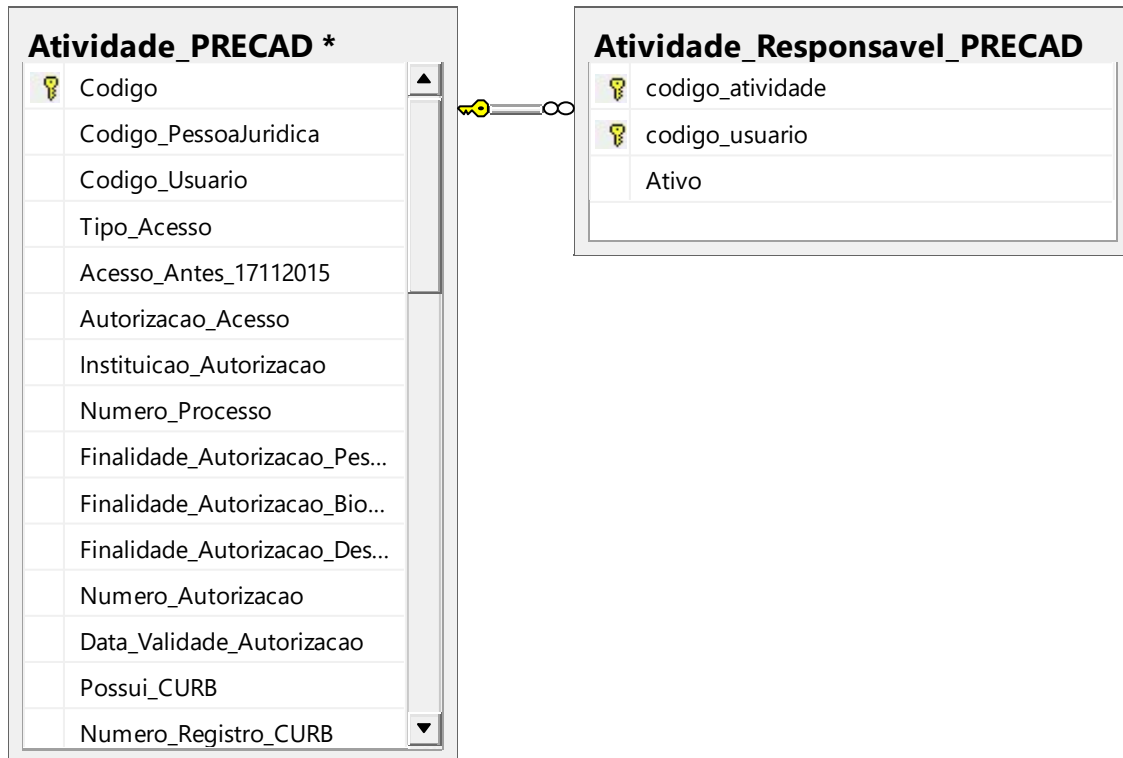 Atividade_PRECAD *
Codigo
Codigo_PessoaJuridica
Codigo_Usuario
Tipo_Acesso
Acesso_Antes_17112015
Autorizacao_Acesso
Instituicao_Autorizacao
Numero_Processo
Finalidade_Autorizacao_Pes...
Finalidade_Autorizacao_Bio...
Finalidade_Autorizacao_Des...
Numero_Autorizacao
Data_Validade_Autorizacao
Possui_CURB
Numero_Registro_CURB
Atividade_Responsavel_PRECAD
codigo_atividade
codigo_usuario
Ativo